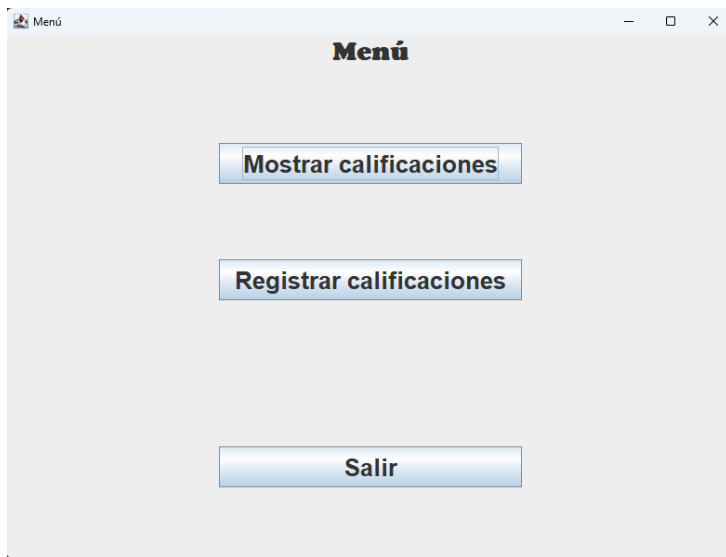 Menú
Menú
Mostrar calificaciones
Registrar calificaciones
Salir